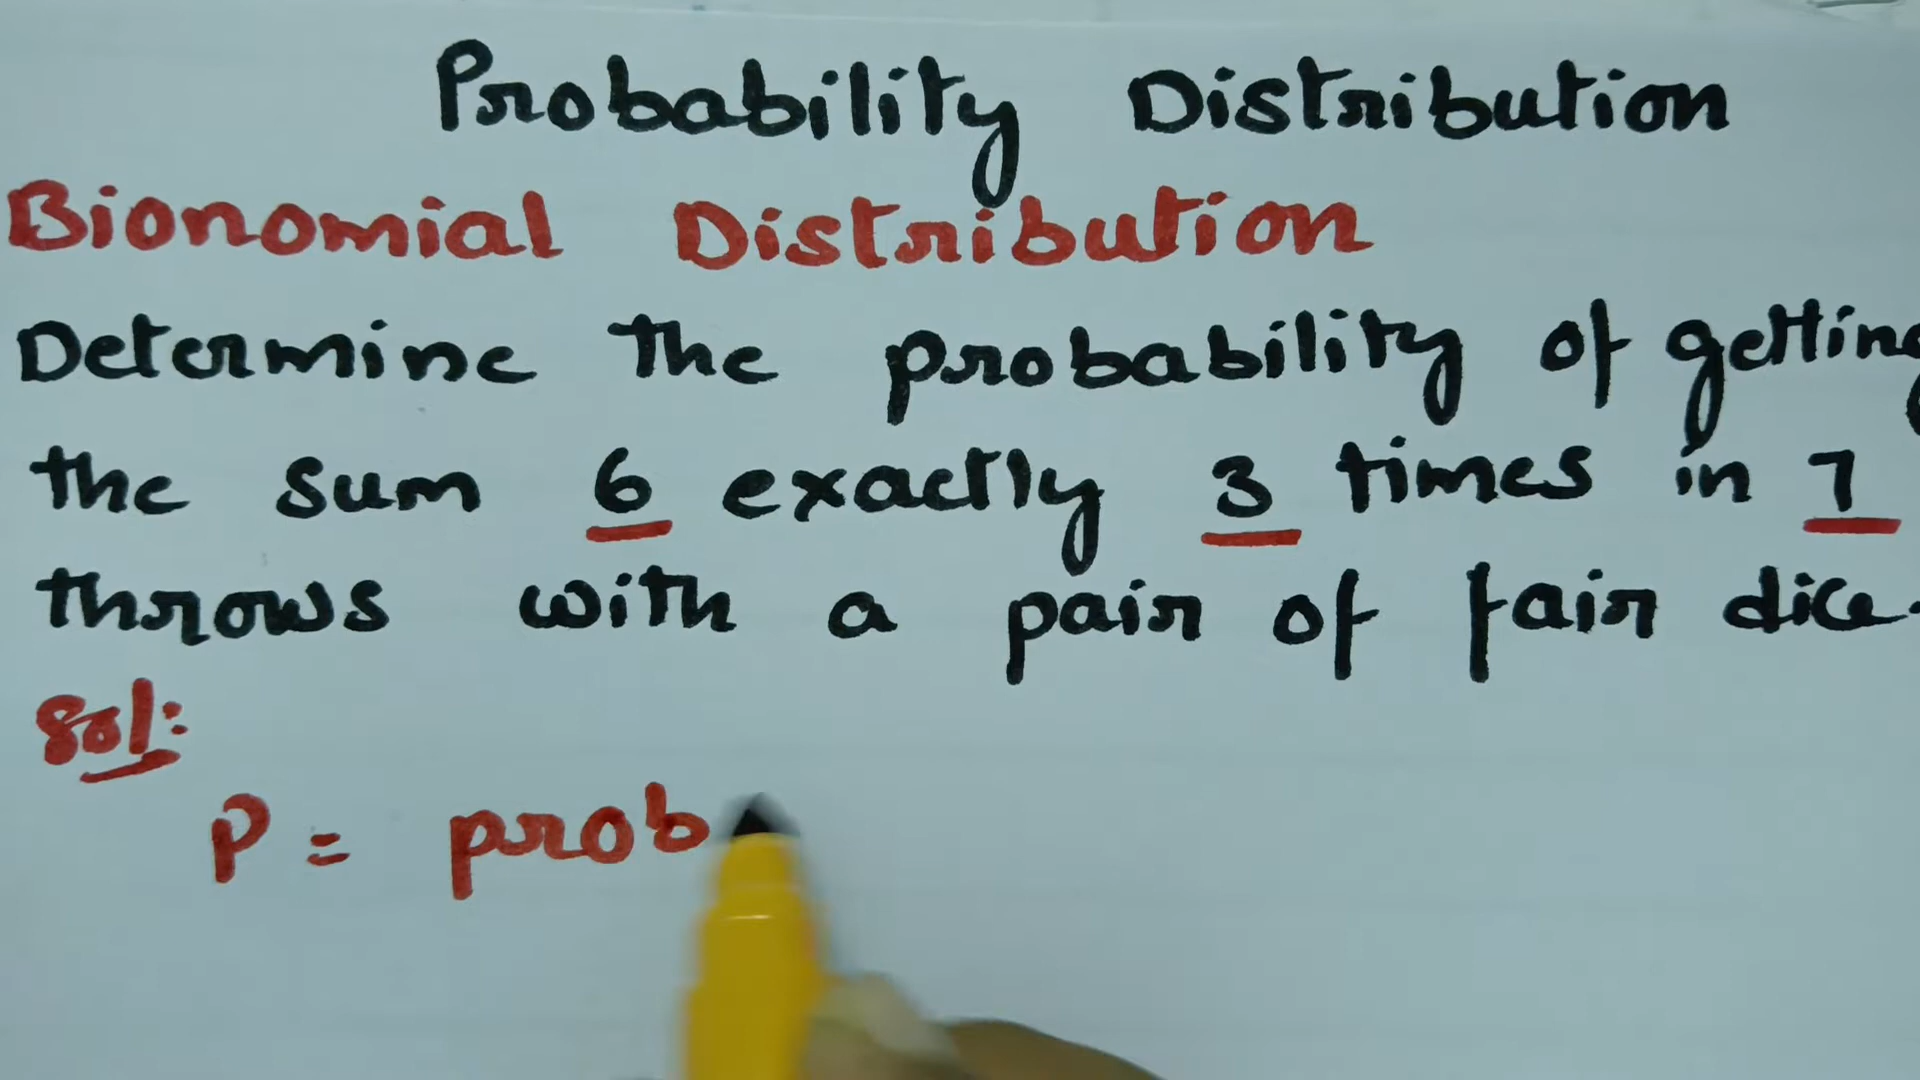 Probability Distribution
Bionomial Distribution
Determine the probability of getting
the sum 6 exactly 3 times in 7
throws with a pair of fair dice.
Sol:
P = prob